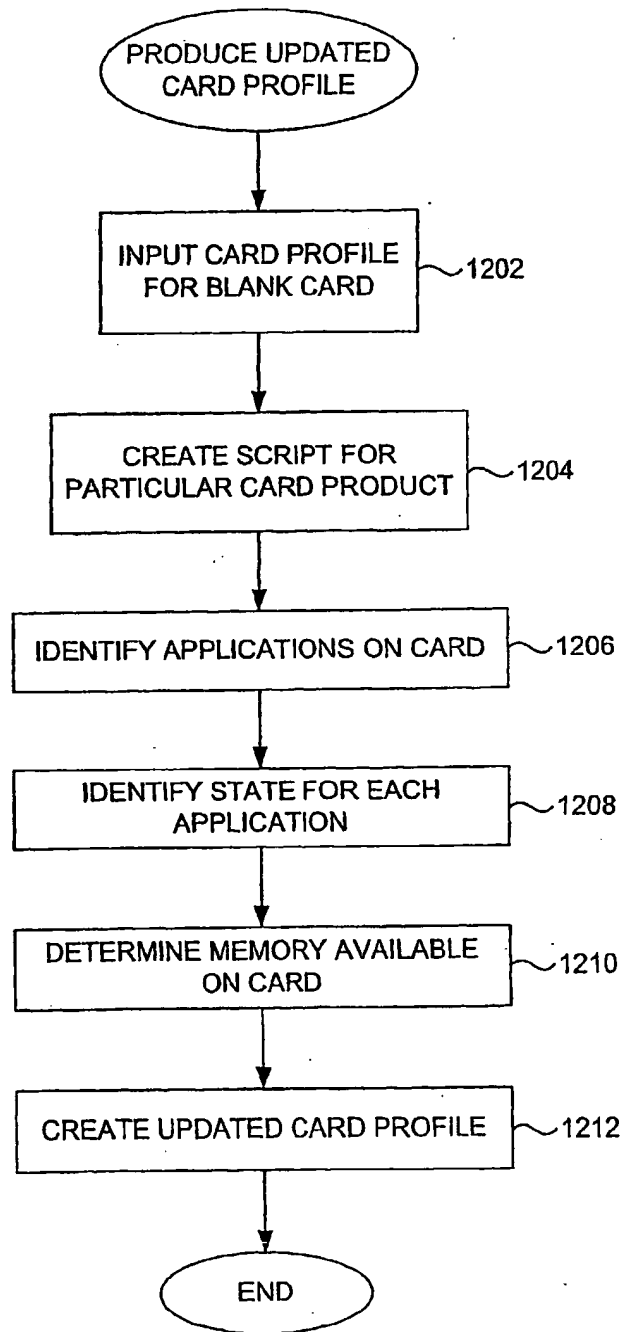 PRODUCE UPDATED
CARD PROFILE
INPUT CARD PROFILE
FOR BLANK CARD
1202
CREATE SCRIPT FOR
PARTICULAR CARD PRODUCT
1204
IDENTIFY APPLICATIONS ON CARD
1206
IDENTIFY STATE FOR EACH
APPLICATION
1208
DETERMINE MEMORY AVAILABLE
ON CARD
1210
CREATE UPDATED CARD PROFILE
1212
END